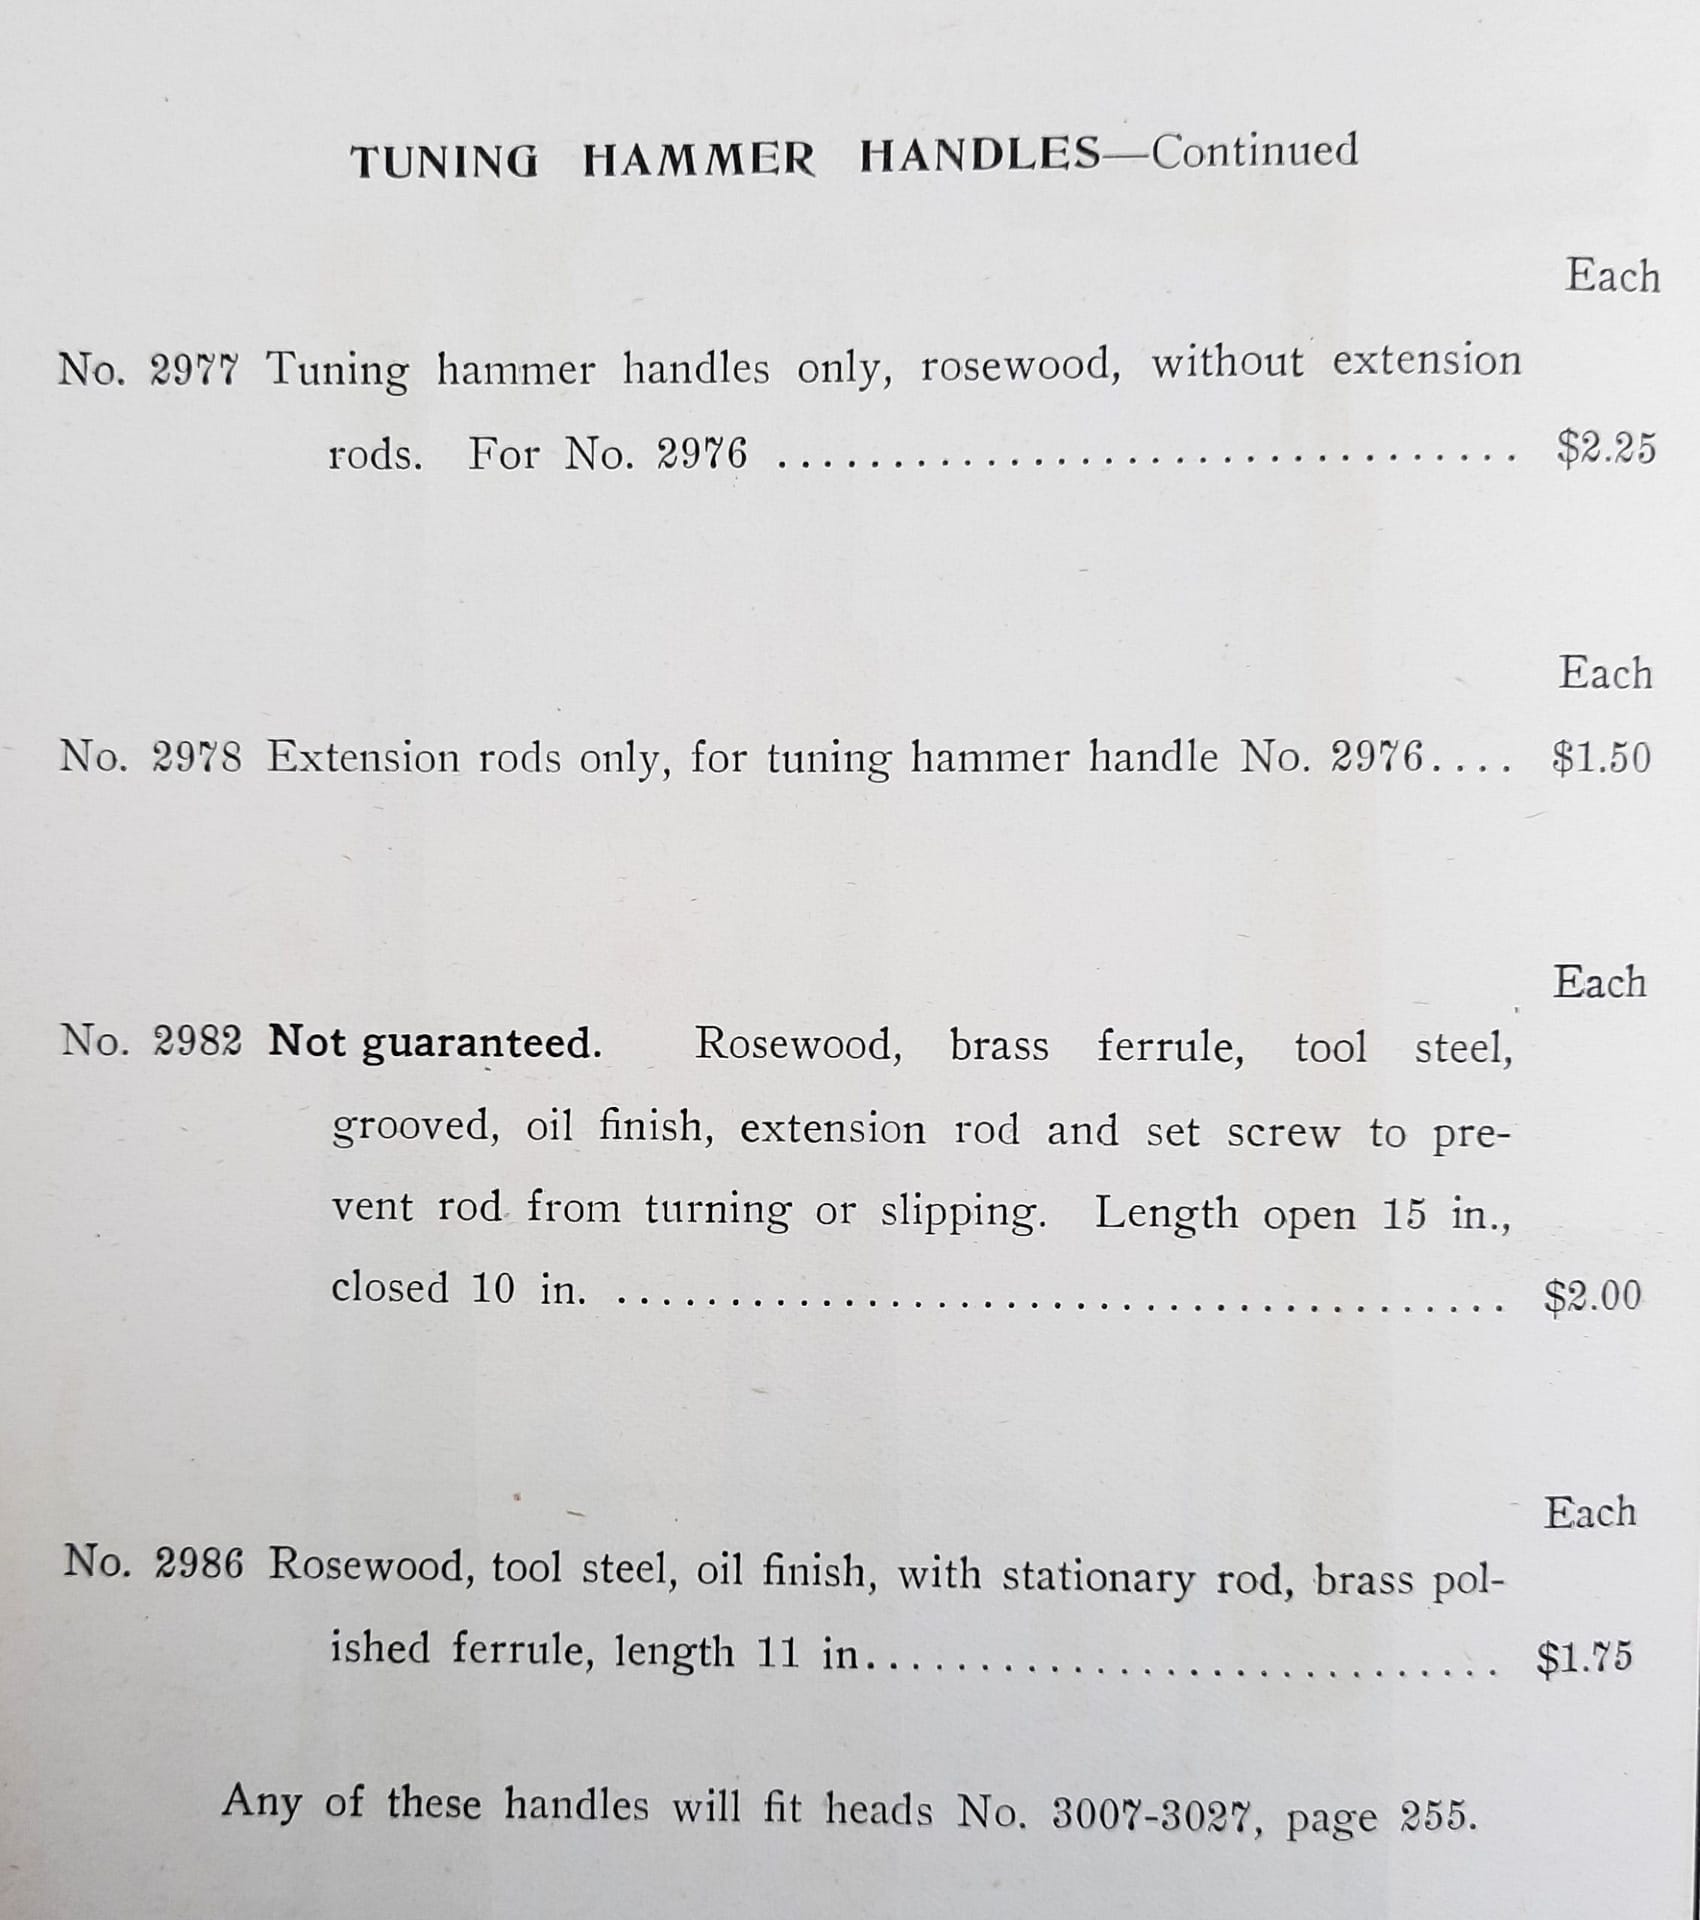 TUNING HAMMER HANDLES—Continued
Each
No. 2977 Tuning hammer handles only, rosewood, without extension
rods. For No. 2976 ................................ $2.25
Each
No. 2978 Extension rods only, for tuning hammer handle No. 2976.... $1.50
Each
No. 2982 Not guaranteed. Rosewood, brass ferrule, tool steel,
grooved, oil finish, extension rod and set screw to pre-
vent rod from turning or slipping. Length open 15 in.,
closed 10 in. ....................................... $2.00
Each
No. 2986 Rosewood, tool steel, oil finish, with stationary rod, brass pol-
ished ferrule, length 11 in............................ $1.75
Any of these handles will fit heads No. 3007-3027, page 255.